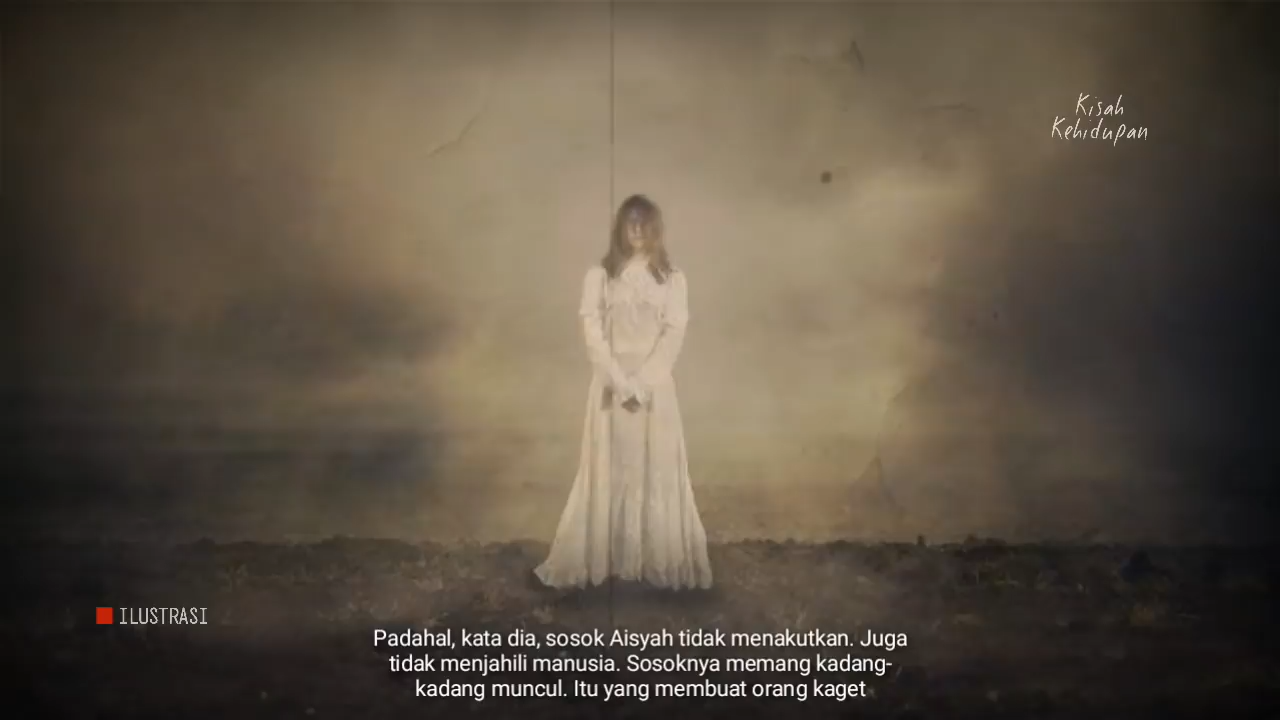 Kisah
Kehidupan
ILUSTRASI
Padahal, kata dia, sosok Aisyah tidak menakutkan. Juga
tidak menjahili manusia. Sosoknya memang kadang-
kadang muncul. Itu yang membuat orang kaget